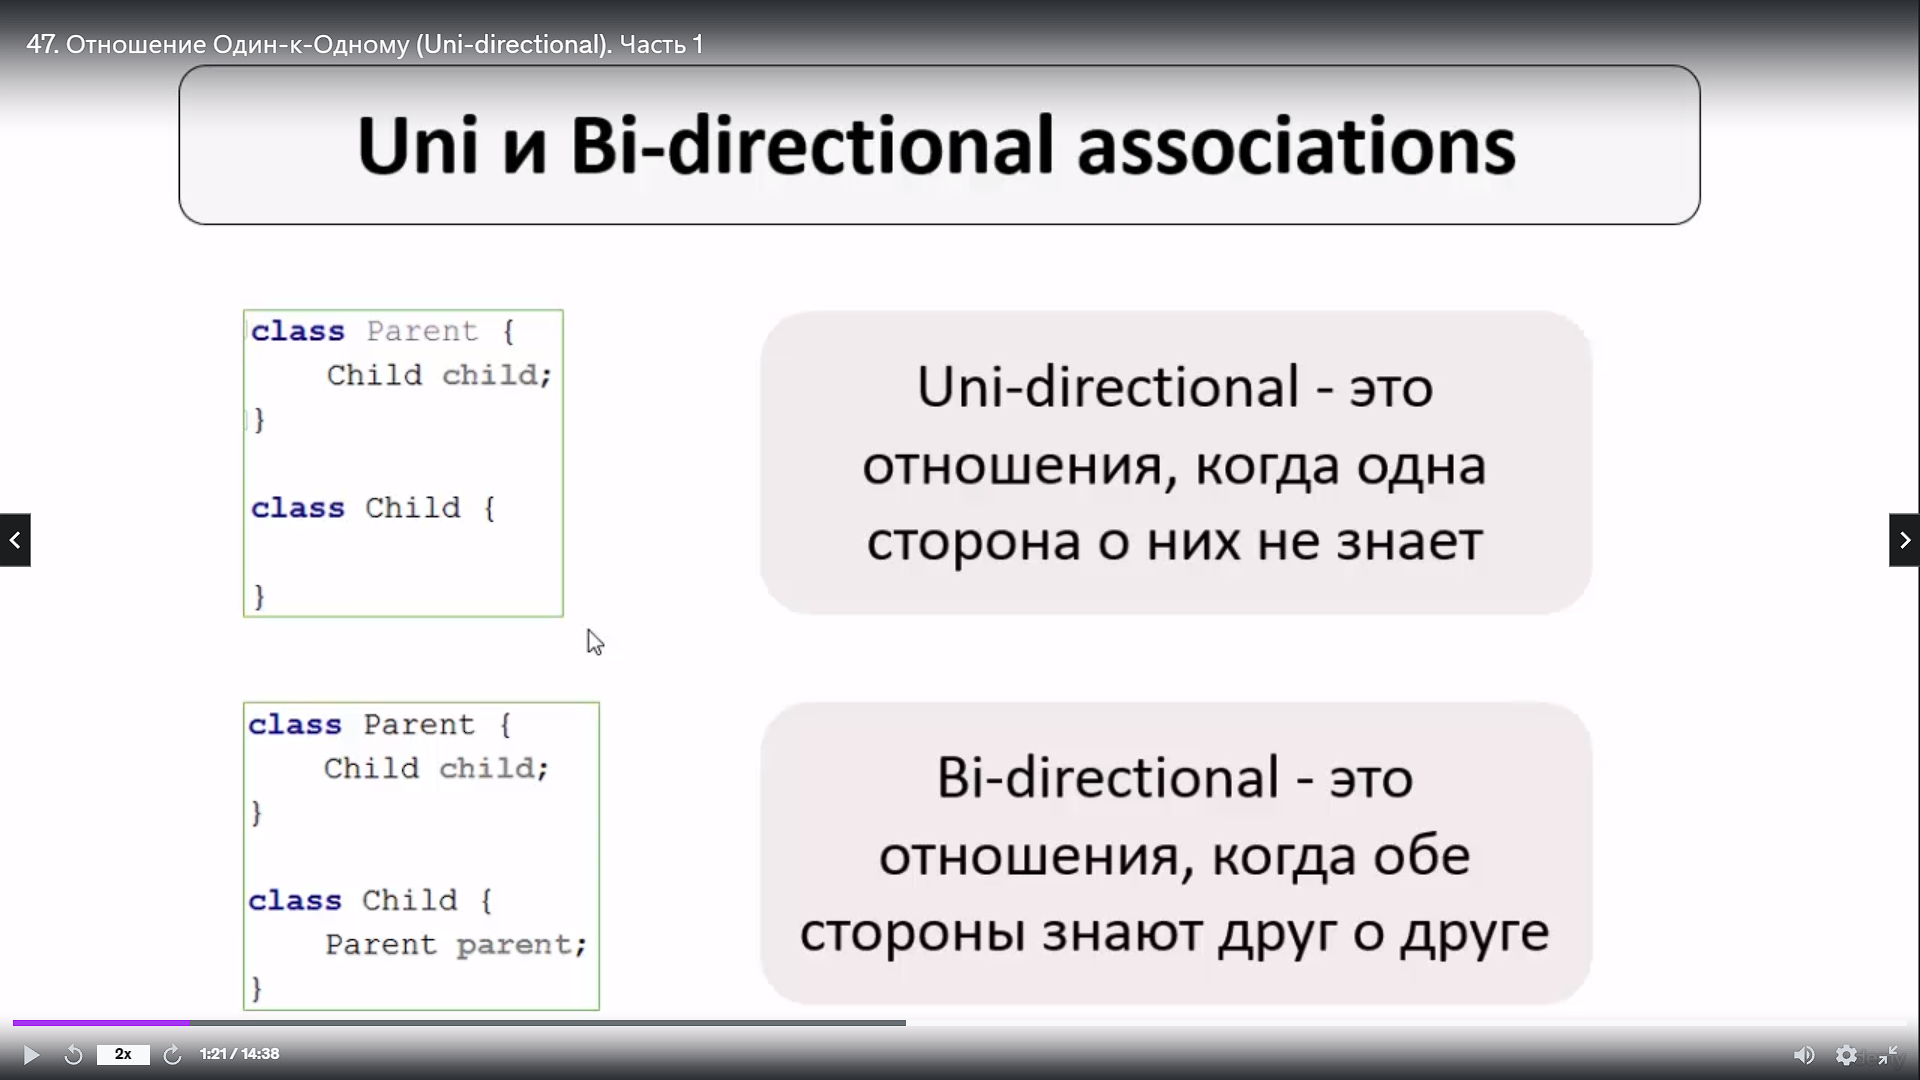 47. Отношение Один-к-Одному (Uni-directional). Часть 1
Uni и Bi-directional associations
class Parent {
Child child;
}
class Child {
}
Uni-directional - это
отношения, когда одна
сторона о них не знает
class Parent {
Child child;
}
class Child {
Parent parent;
}
Bi-directional - это
отношения, когда обе
стороны знают друг о друге
2x
1:21 / 14:38